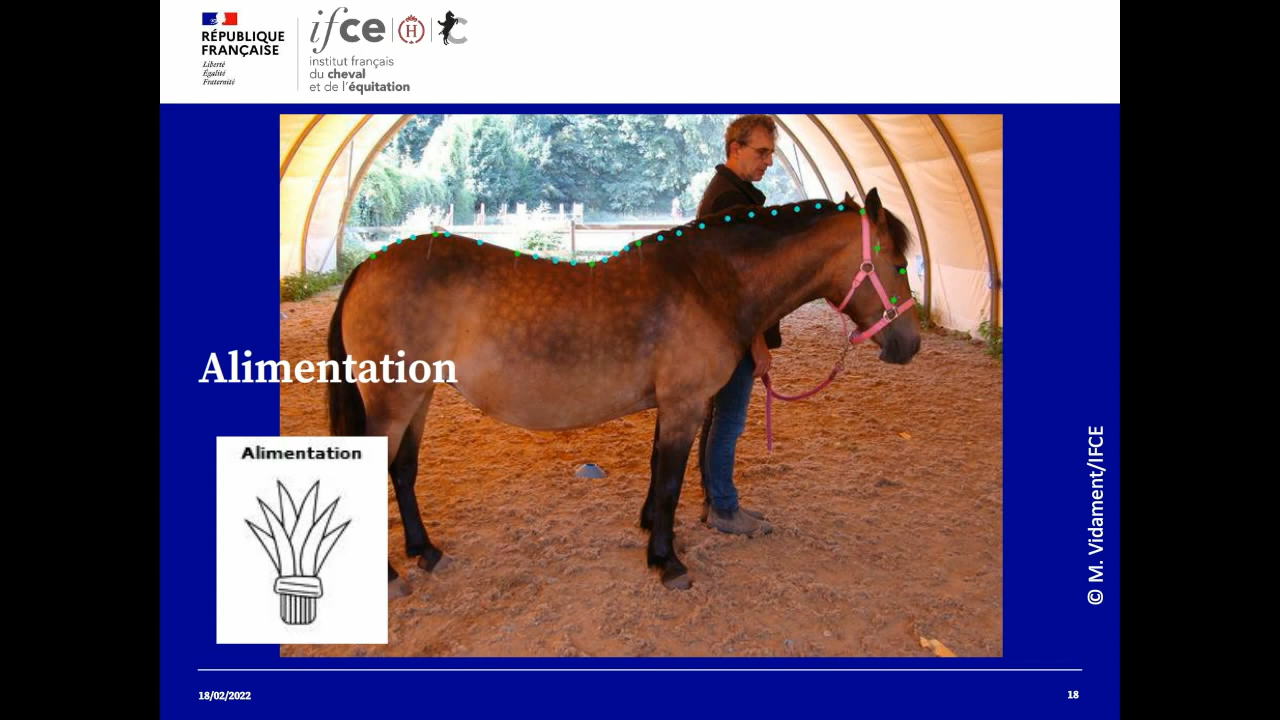 RÉPUBLIQUE
FRANÇAISE
Liberté
Égalité
Fraternité
ifce
H
institut français
du cheval
et de l'équitation
Alimentation
Alimentation
© M. Vidament/IFCE
18/02/2022
18